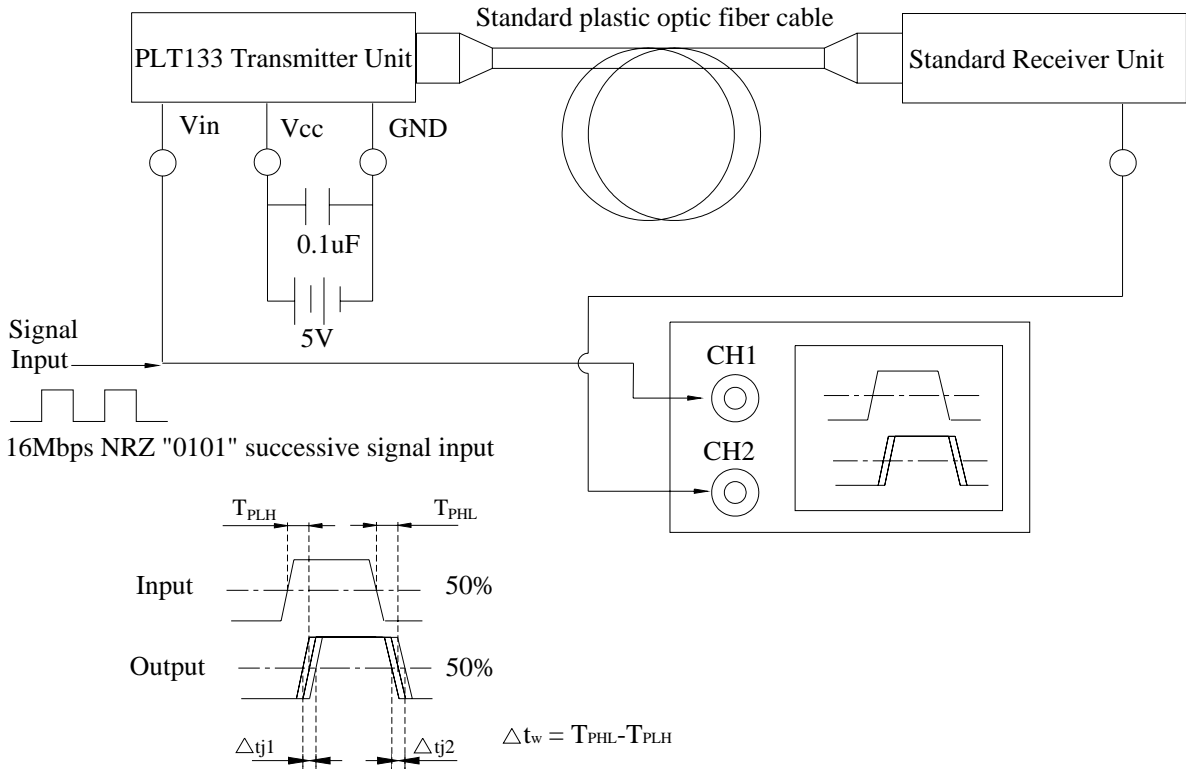 Standard plastic optic fiber cable
PLT133 Transmitter Unit
Standard Receiver Unit
Vin
Vcc
GND
0.1uF
5V
Signal
Input
CH1
CH2
16Mbps NRZ "0101" successive signal input
TPLH
TPHL
Input
50%
Output
50%
△tj1
△tj2
△tw = TPHL-TPLH